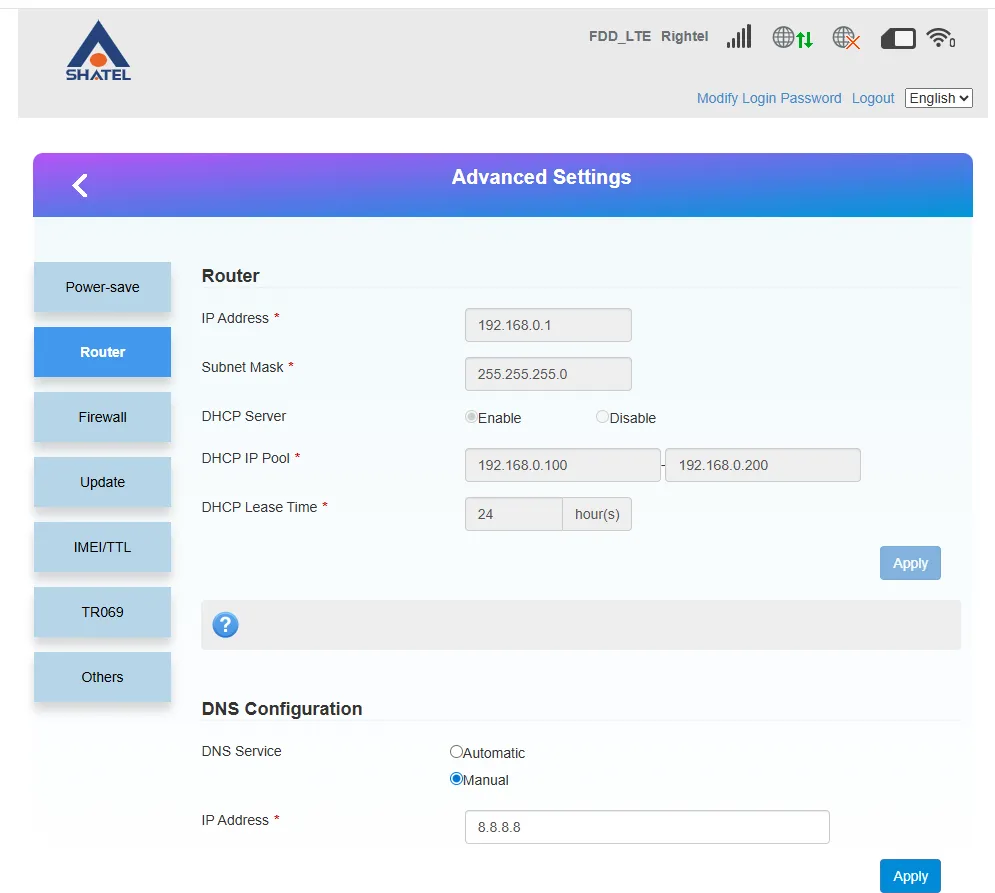 FDD_LTE Rightel
0
SHATEL
Modify Login Password Logout English
Advanced Settings
Power-save
Router
Firewall
Update
IMEI/TTL
TR069
Others
Router
IP Address *
192.168.0.1
Subnet Mask *
255.255.255.0
DHCP Server
Enable Disable
DHCP IP Pool *
192.168.0.100 - 192.168.0.200
DHCP Lease Time *
24 hour(s)
Apply
?
DNS Configuration
DNS Service
Automatic
Manual
IP Address *
8.8.8.8
Apply